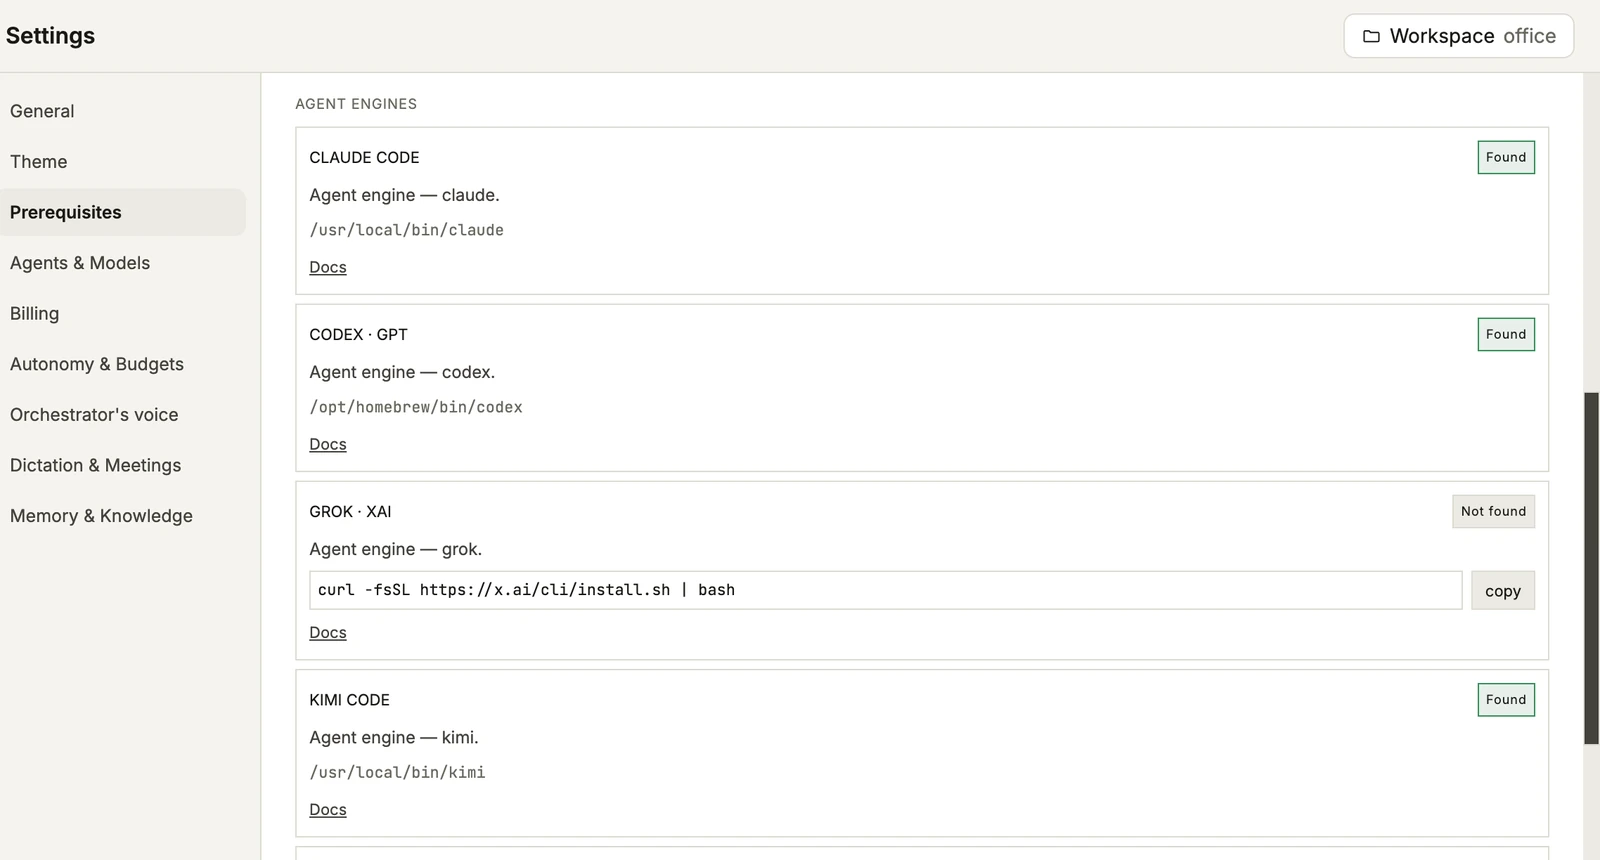 Settings
Workspace office
General
Theme
Prerequisites
Agents & Models
Billing
Autonomy & Budgets
Orchestrator's voice
Dictation & Meetings
Memory & Knowledge
AGENT ENGINES
CLAUDE CODE
Found
Agent engine — claude.
/usr/local/bin/claude
Docs
CODEX · GPT
Found
Agent engine — codex.
/opt/homebrew/bin/codex
Docs
GROK · XAI
Not found
Agent engine — grok.
curl -fsSL https://x.ai/cli/install.sh | bash
copy
Docs
KIMI CODE
Found
Agent engine — kimi.
/usr/local/bin/kimi
Docs